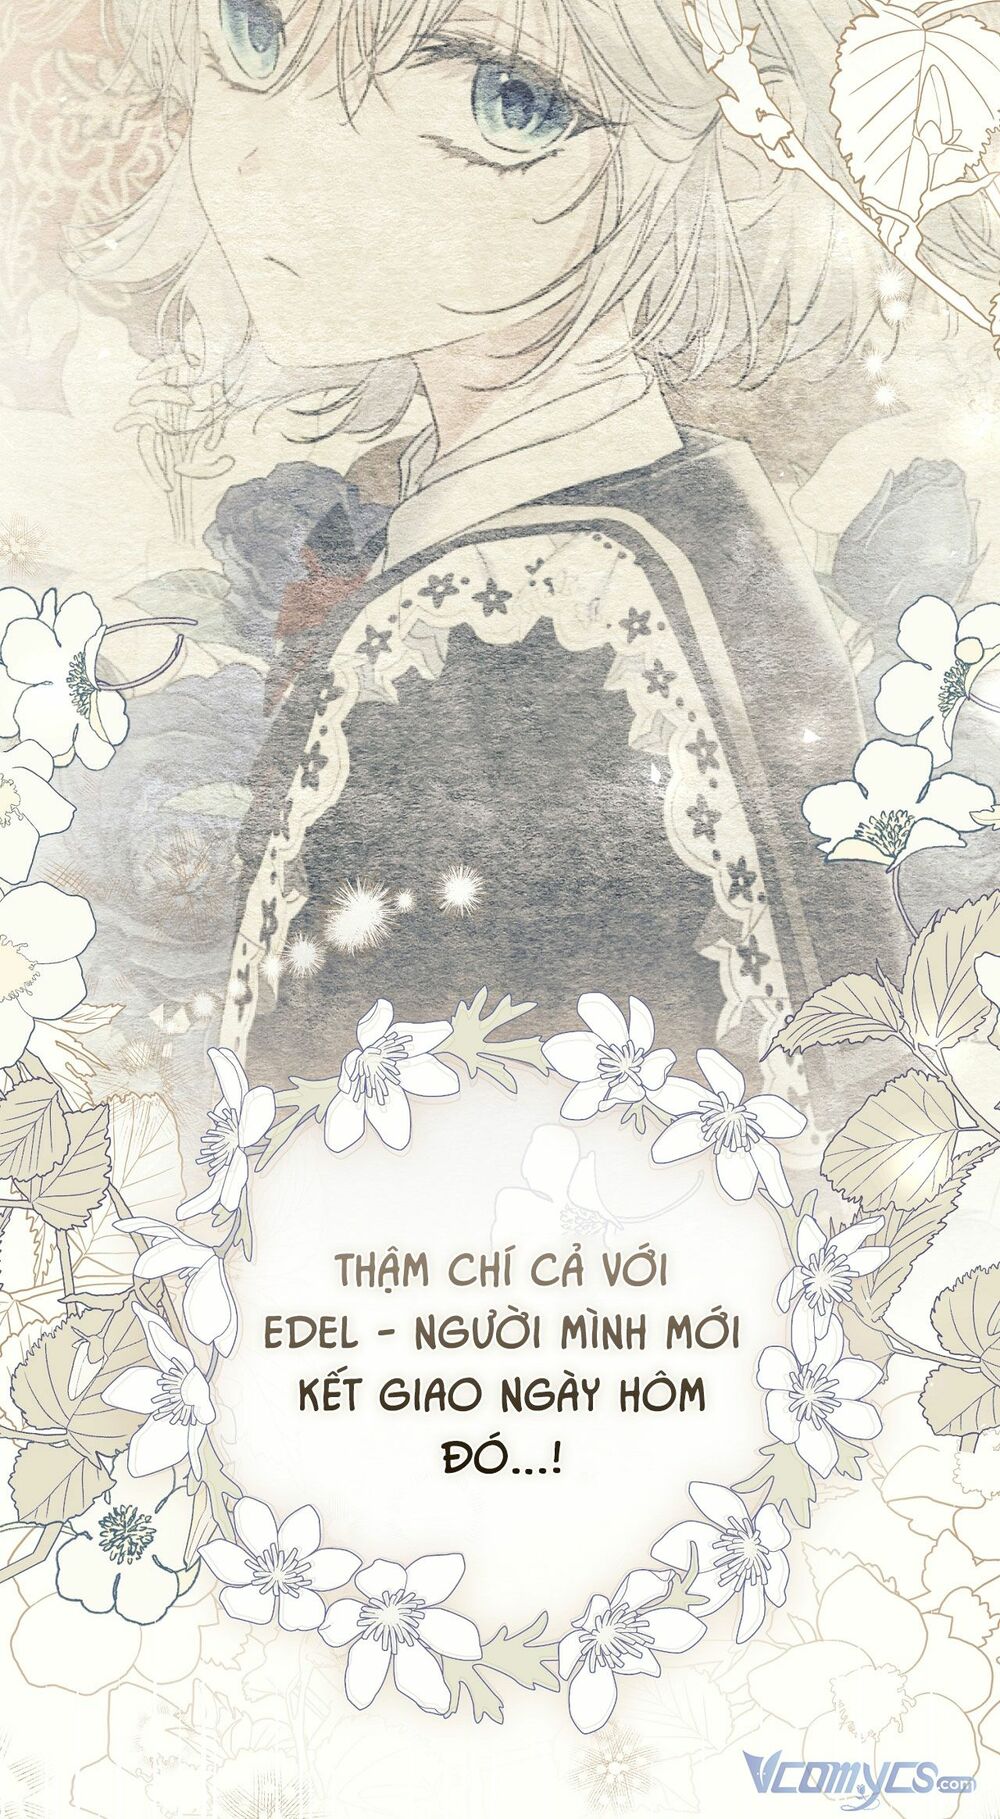 THẬM CHÍ CẢ VỚI
EDEL - NGƯỜI MÌNH MỚI
KẾT GIAO NGÀY HÔM
ĐÓ...!
VCOMYCS.com